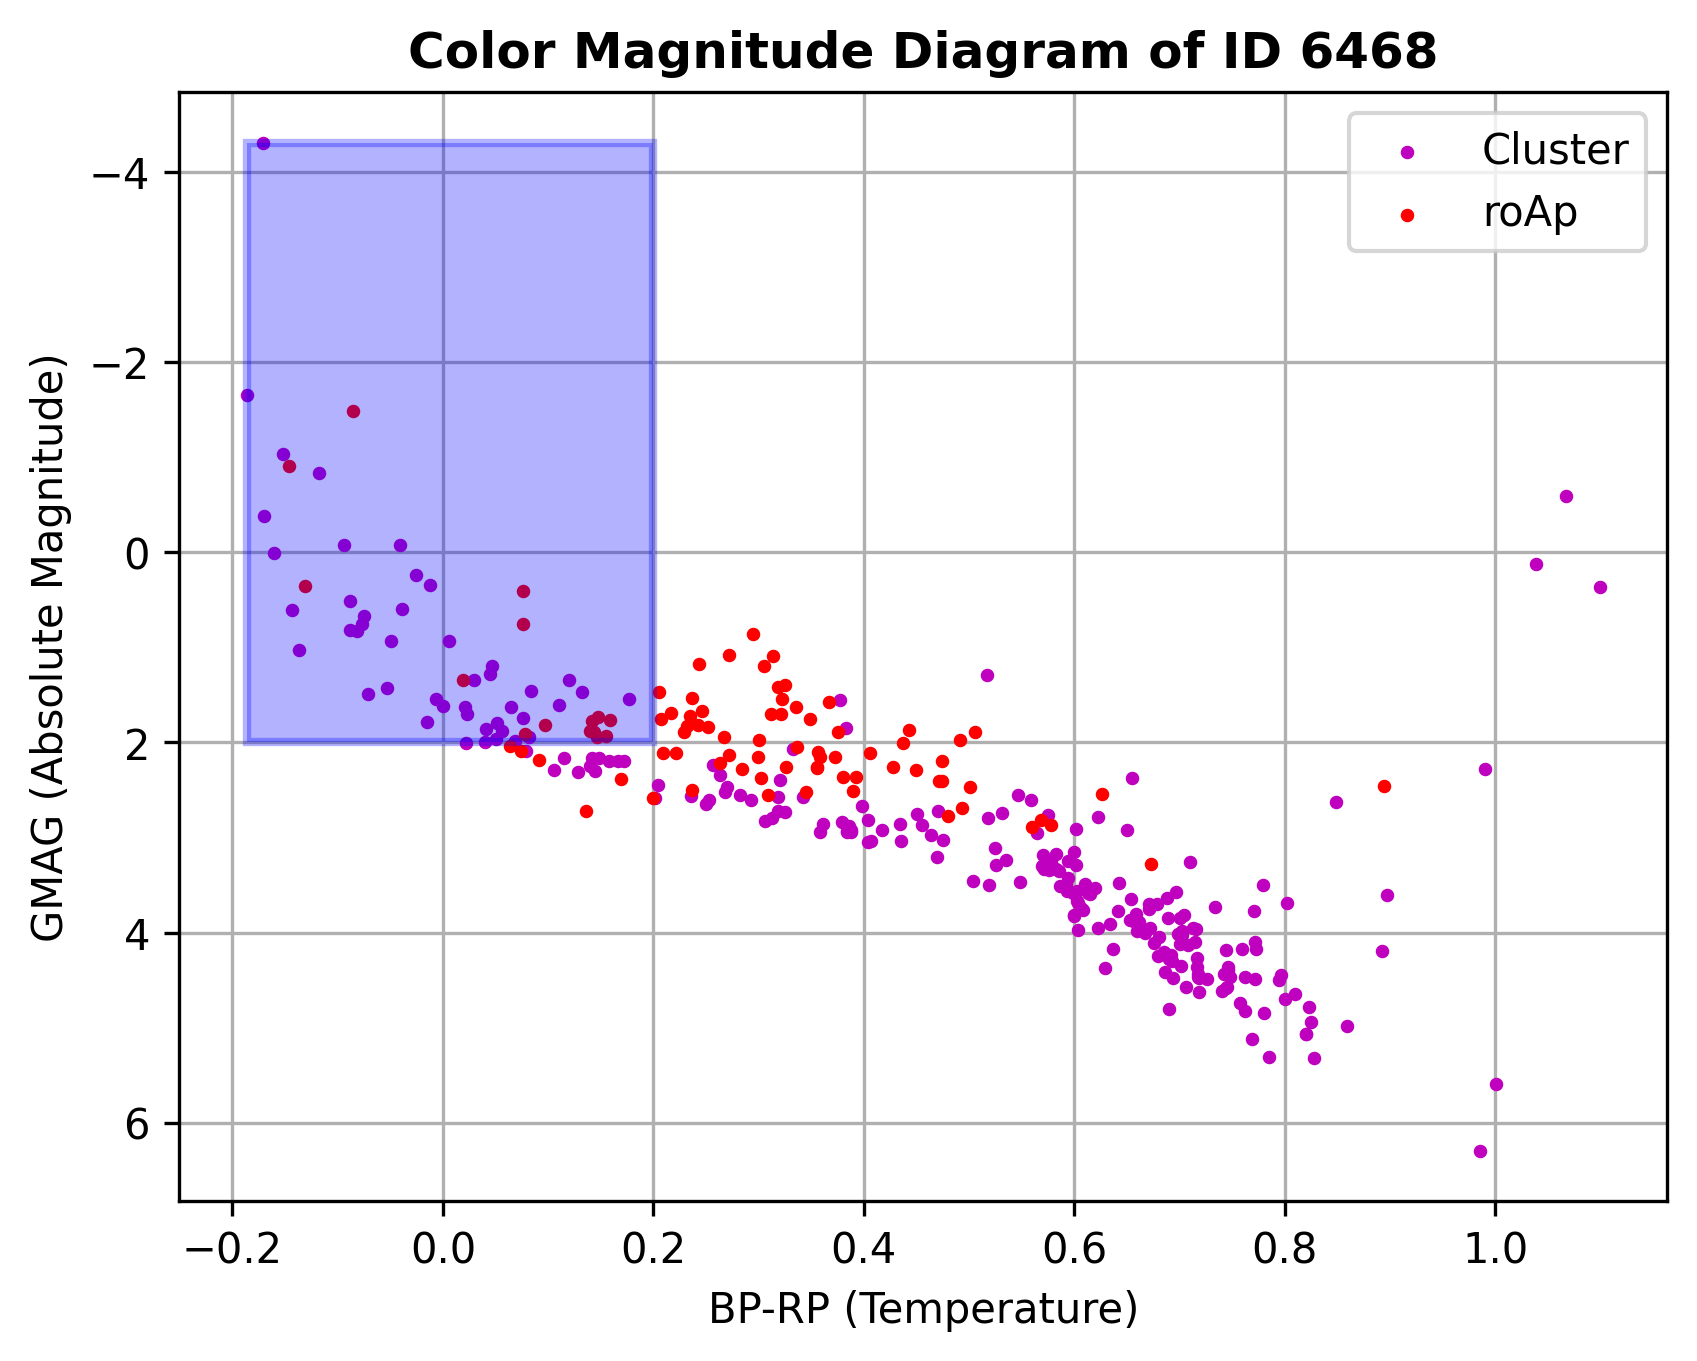 Color Magnitude Diagram of ID 6468
Cluster
roAp
GMAG (Absolute Magnitude)
−4
−2
0
2
4
6
−0.2 0.0 0.2 0.4 0.6 0.8 1.0
BP-RP (Temperature)